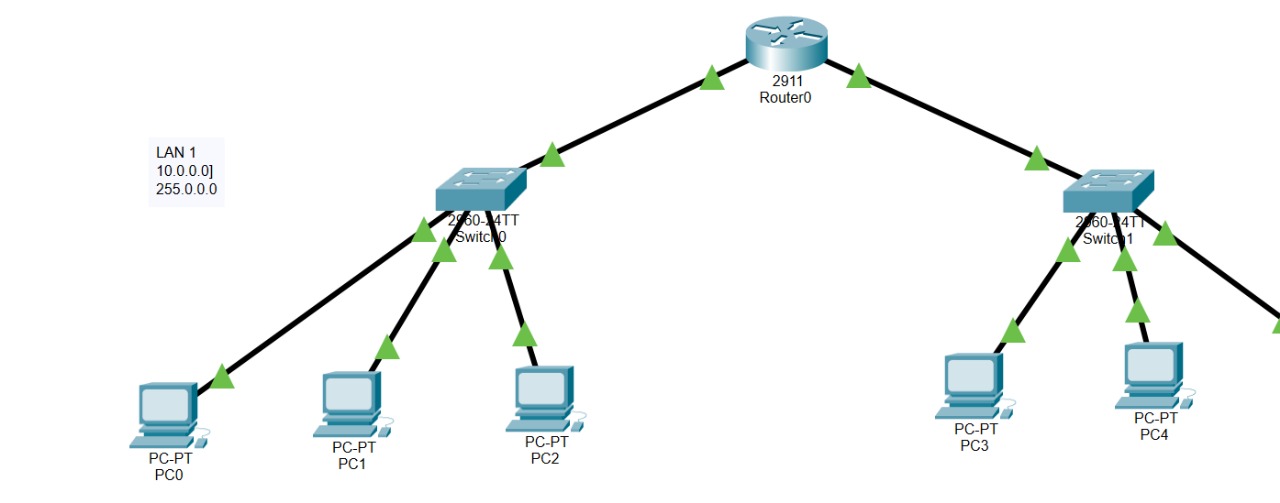 2911
Router0
LAN 1
10.0.0.0]
255.0.0.0
2960-24TT
Switch0
2960-24TT
Switch1
PC-PT
PC0
PC-PT
PC1
PC-PT
PC2
PC-PT
PC3
PC-PT
PC4